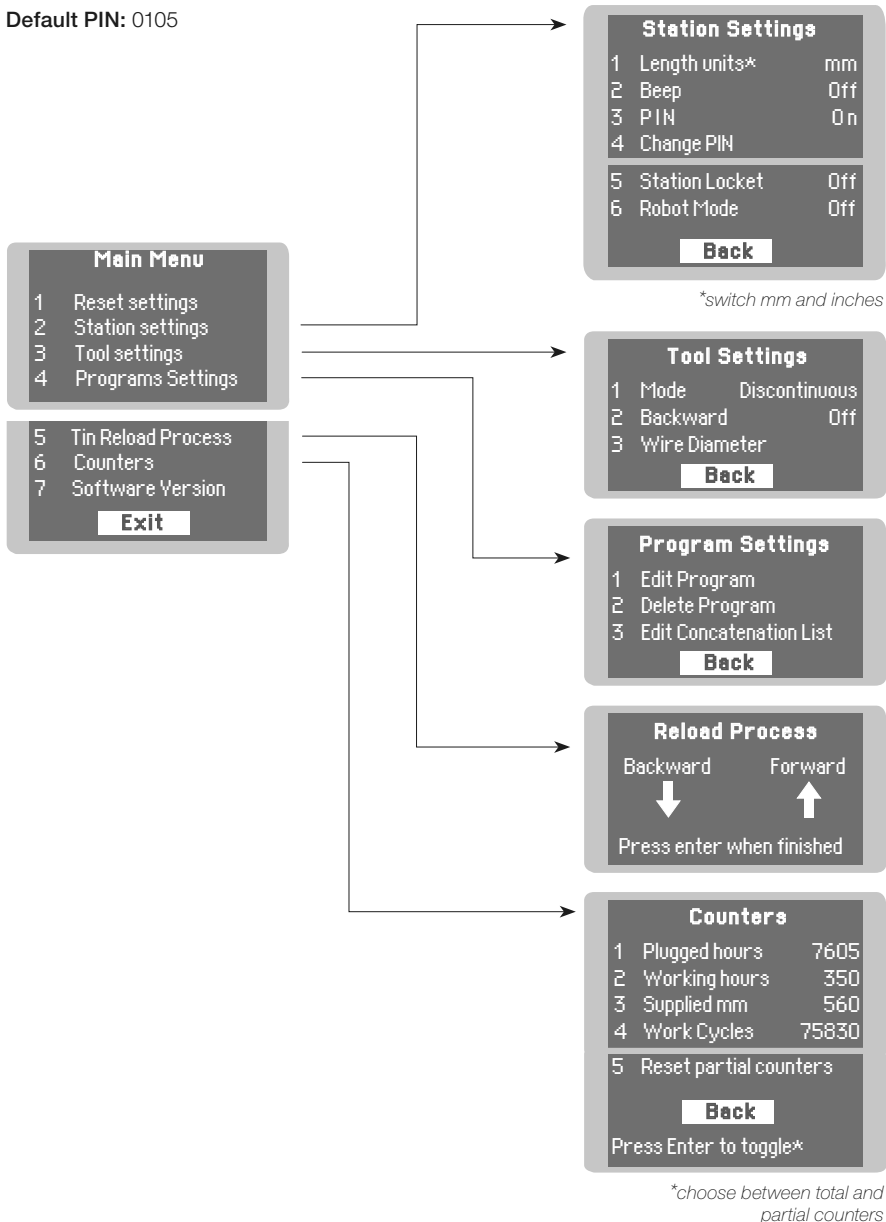 Default PIN: 0105
Main Menu
1 Reset settings
2 Station settings
3 Tool settings
4 Programs Settings
5 Tin Reload Process
6 Counters
7 Software Version
Exit
Station Settings
1 Length units* mm
2 Beep Off
3 PIN On
4 Change PIN
5 Station Locket Off
6 Robot Mode Off
Back
*switch mm and inches
Tool Settings
1 Mode Discontinuous
2 Backward Off
3 Wire Diameter
Back
Program Settings
1 Edit Program
2 Delete Program
3 Edit Concatenation List
Back
Reload Process
Backward Forward
Press enter when finished
Counters
1 Plugged hours 7605
2 Working hours 350
3 Supplied mm 560
4 Work Cycles 75830
5 Reset partial counters
Back
Press Enter to toggle*
*choose between total and
partial counters